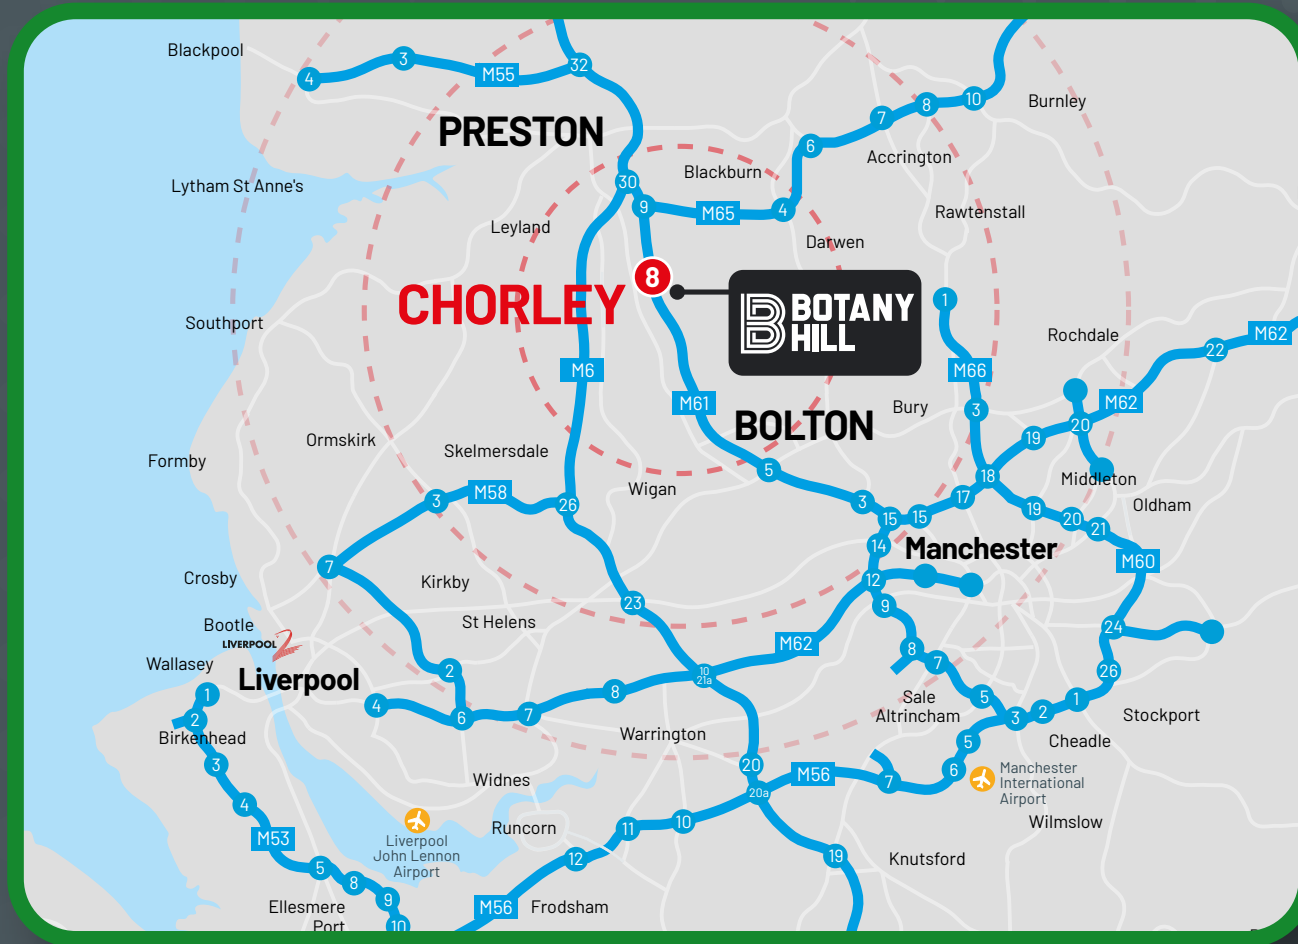 Blackpool
4
3
M55
32
10
8
7
Burnley
PRESTON
6
Accrington
Blackburn
30
Lytham St Anne's
9
M65
4
Rawtenstall
Leyland
Darwen
8
CHORLEY
BOTANY
HILL
1
Southport
Rochdale
M62
22
M6
M66
M61
M62
3
Bury
BOLTON
20
19
Ormskirk
Skelmersdale
Formby
5
18
Middleton
Wigan
M58
3
26
3
17
15
15
19
20
21
Oldham
14
Manchester
M60
7
Crosby
Kirkby
12
23
9
Bootle
St Helens
LIVERPOOL 2
24
M62
8
7
Wallasey
Liverpool
2
10
21a
26
1
4
8
5
Sale
Altrincham
1
2
6
7
3
2
Stockport
Birkenhead
Warrington
5
Cheadle
3
20
6
Manchester
International
Airport
M56
7
Widnes
20a
4
Liverpool
John Lennon
Airport
Runcorn
11
10
Wilmslow
M53
12
19
Knutsford
5
8
9
Ellesmere
Port
M56
Frodsham
10